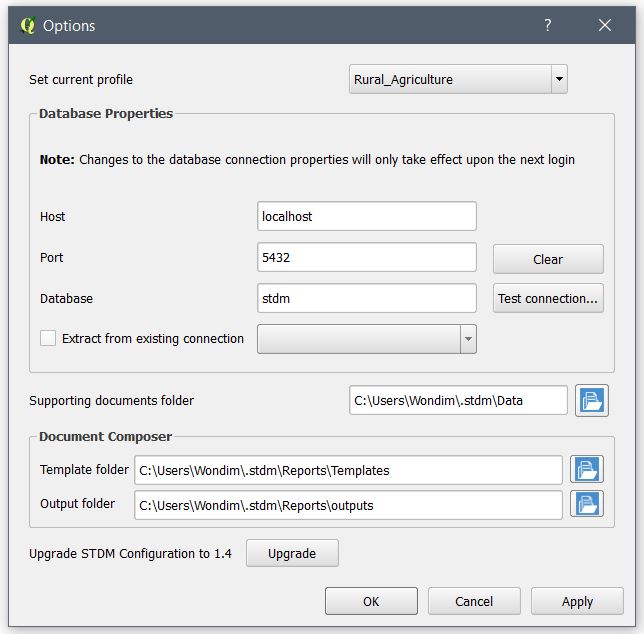 Options
?
Set current profile
Rural_Agriculture
Database Properties
Note: Changes to the database connection properties will only take effect upon the next login
Host
localhost
Port
5432
Clear
Database
stdm
Test connection...
Extract from existing connection
Supporting documents folder
C:\Users\Wondim\.stdm\Data
Document Composer
Template folder
C:\Users\Wondim\.stdm\Reports\Templates
Output folder
C:\Users\Wondim\.stdm\Reports\outputs
Upgrade STDM Configuration to 1.4
Upgrade
OK
Cancel
Apply